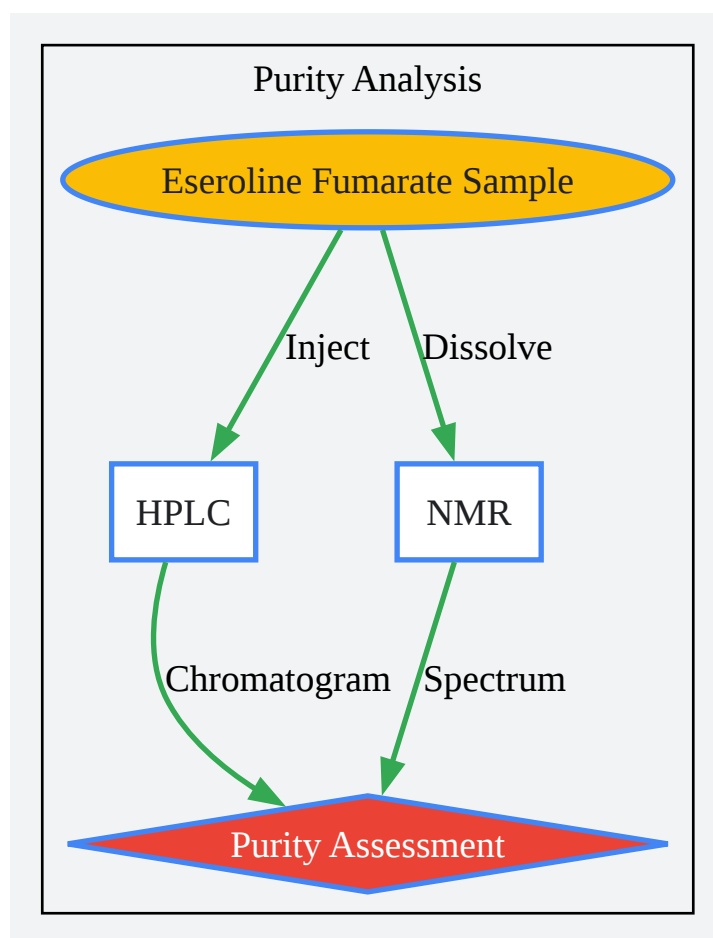 Purity Analysis
Eseroline Fumarate Sample
Inject
Dissolve
HPLC
NMR
Chromatogram
Spectrum
Purity Assessment